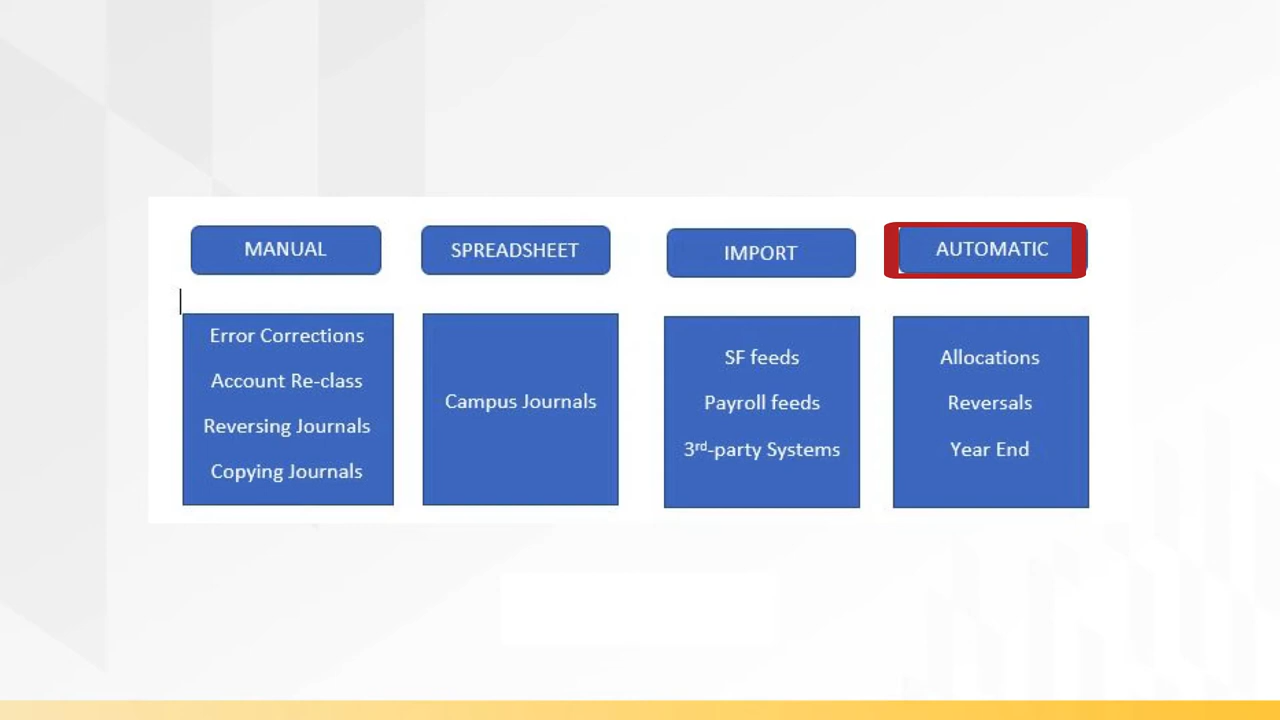 MANUAL
SPREADSHEET
IMPORT
AUTOMATIC
Error Corrections
Account Re-class
Reversing Journals
Copying Journals
Campus Journals
SF feeds
Payroll feeds
3rd-party Systems
Allocations
Reversals
Year End